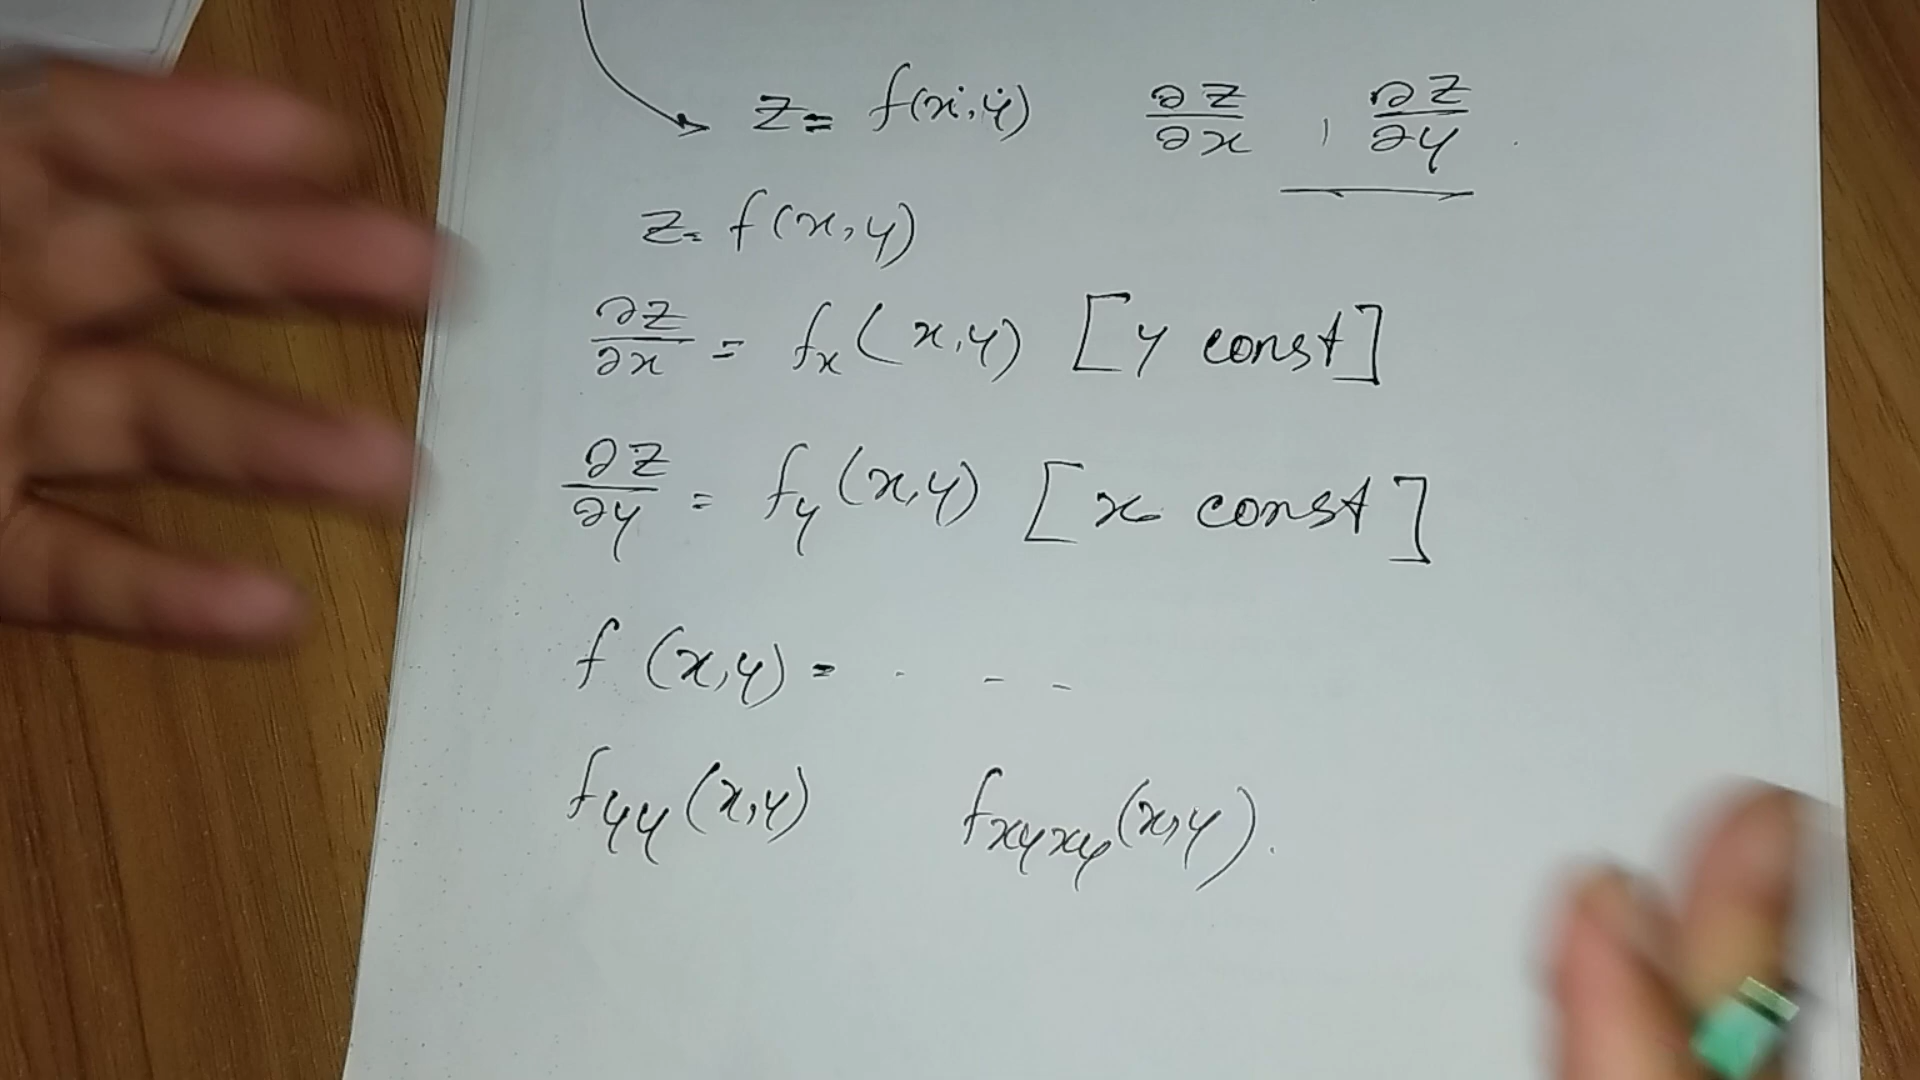 z = f(x,y) ∂z/∂x , ∂z/∂y
z = f(x,y)
∂z/∂x = fx(x,y) [y const]
∂z/∂y = fy(x,y) [x const]
f(x,y) = . - -
fyy(x,y) fxyxy(x,y).